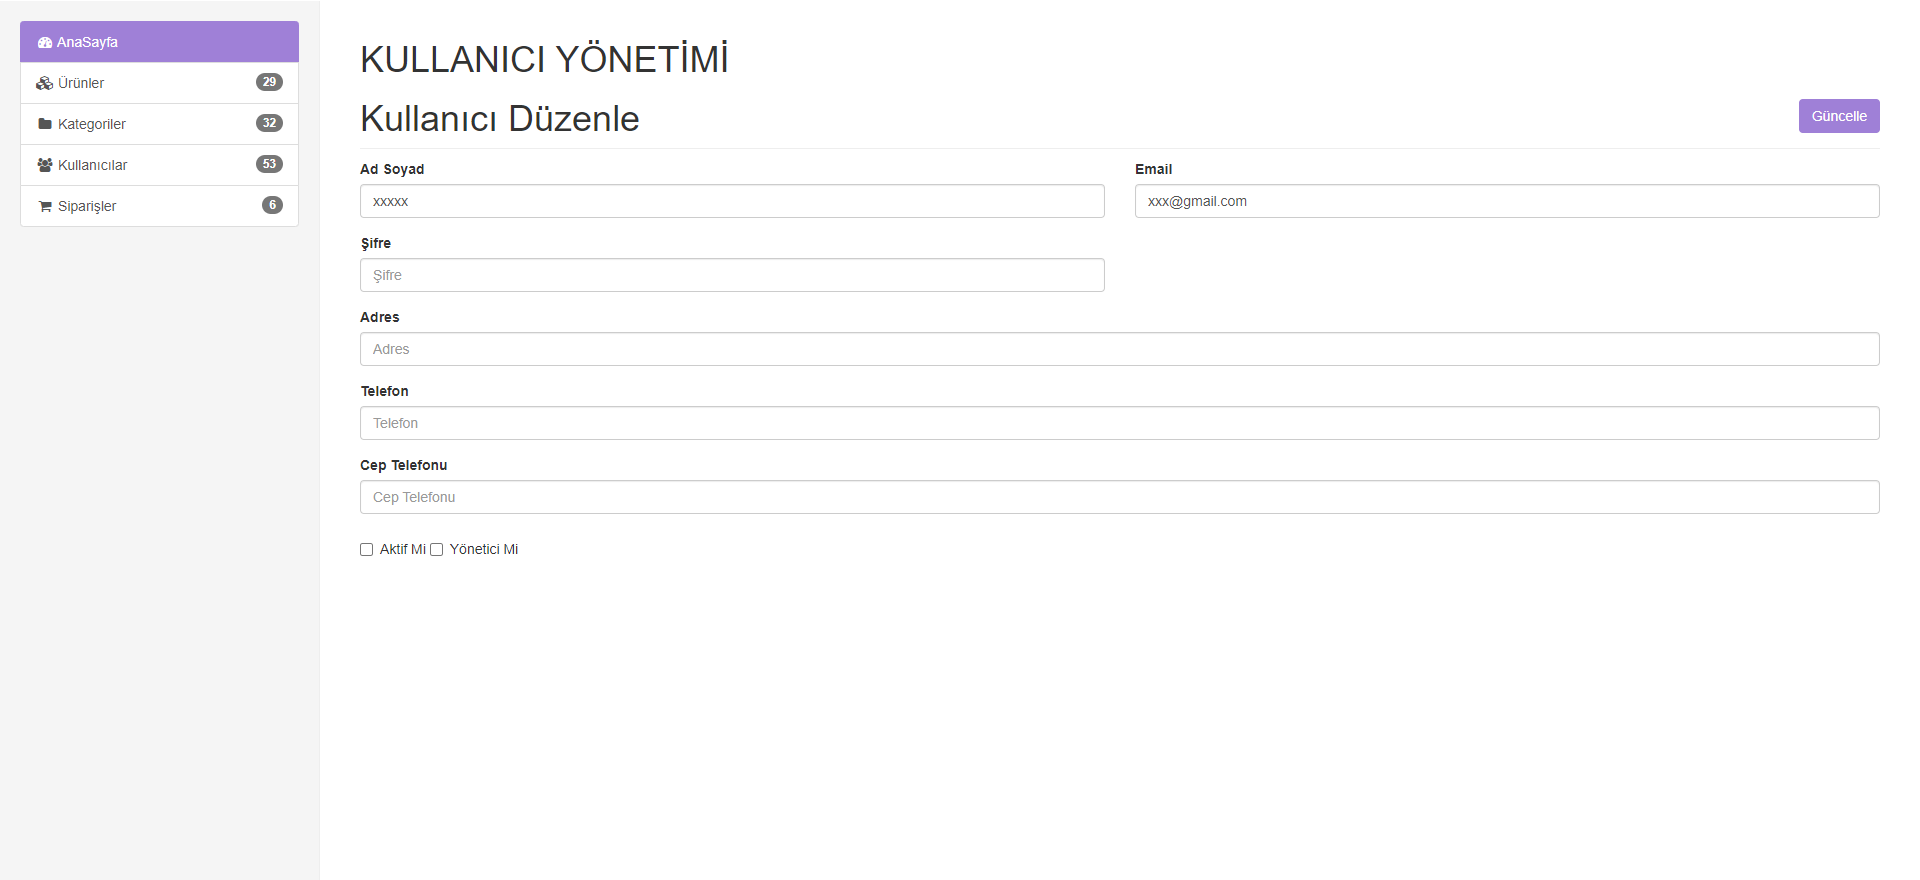 AnaSayfa
Ürünler 29
Kategoriler 32
Kullanıcılar 53
Siparişler 6
KULLANICI YÖNETİMİ
Kullanıcı Düzenle
Güncelle
Ad Soyad
xxxxx
Email
xxx@gmail.com
Şifre
Şifre
Adres
Adres
Telefon
Telefon
Cep Telefonu
Cep Telefonu
Aktif Mi Yönetici Mi